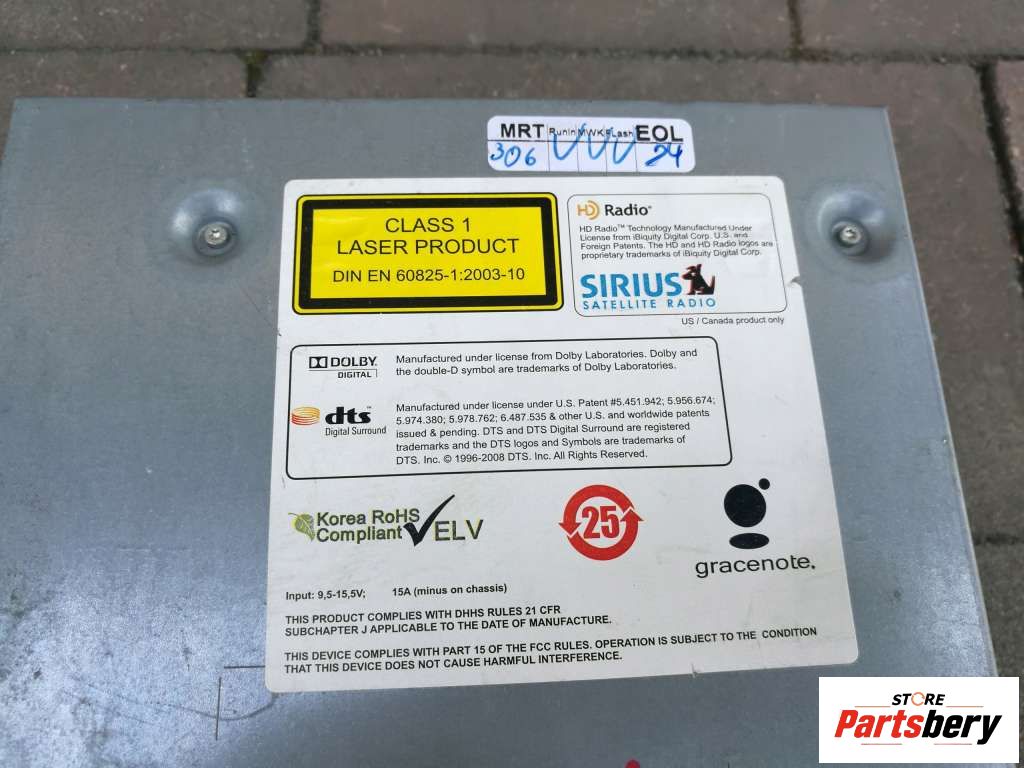 MRT Runin MWK Flash EOL
306 24
CLASS 1
LASER PRODUCT
DIN EN 60825-1:2003-10
HD Radio
HD Radio™ Technology Manufactured Under
License from iBiquity Digital Corp. U.S. and
Foreign Patents. The HD and HD Radio logos are
proprietary trademarks of iBiquity Digital Corp.
SIRIUS
SATELLITE RADIO
US / Canada product only
DOLBY
DIGITAL
Manufactured under license from Dolby Laboratories. Dolby and
the double-D symbol are trademarks of Dolby Laboratories.
dts™
Digital Surround
Manufactured under license under U.S. Patent #5.451.942; 5.956.674;
5.974.380; 5.978.762; 6.487.535 & other U.S. and worldwide patents
issued & pending. DTS and DTS Digital Surround are registered
trademarks and the DTS logos and Symbols are trademarks of
DTS. Inc. © 1996-2008 DTS. Inc. All Rights Reserved.
Korea RoHS
Compliant ELV
25
gracenote.
Input: 9,5-15,5V; 15A (minus on chassis)
THIS PRODUCT COMPLIES WITH DHHS RULES 21 CFR
SUBCHAPTER J APPLICABLE TO THE DATE OF MANUFACTURE.
THIS DEVICE COMPLIES WITH PART 15 OF THE FCC RULES. OPERATION IS SUBJECT TO THE CONDITION
THAT THIS DEVICE DOES NOT CAUSE HARMFUL INTERFERENCE.
STORE
Partsbery